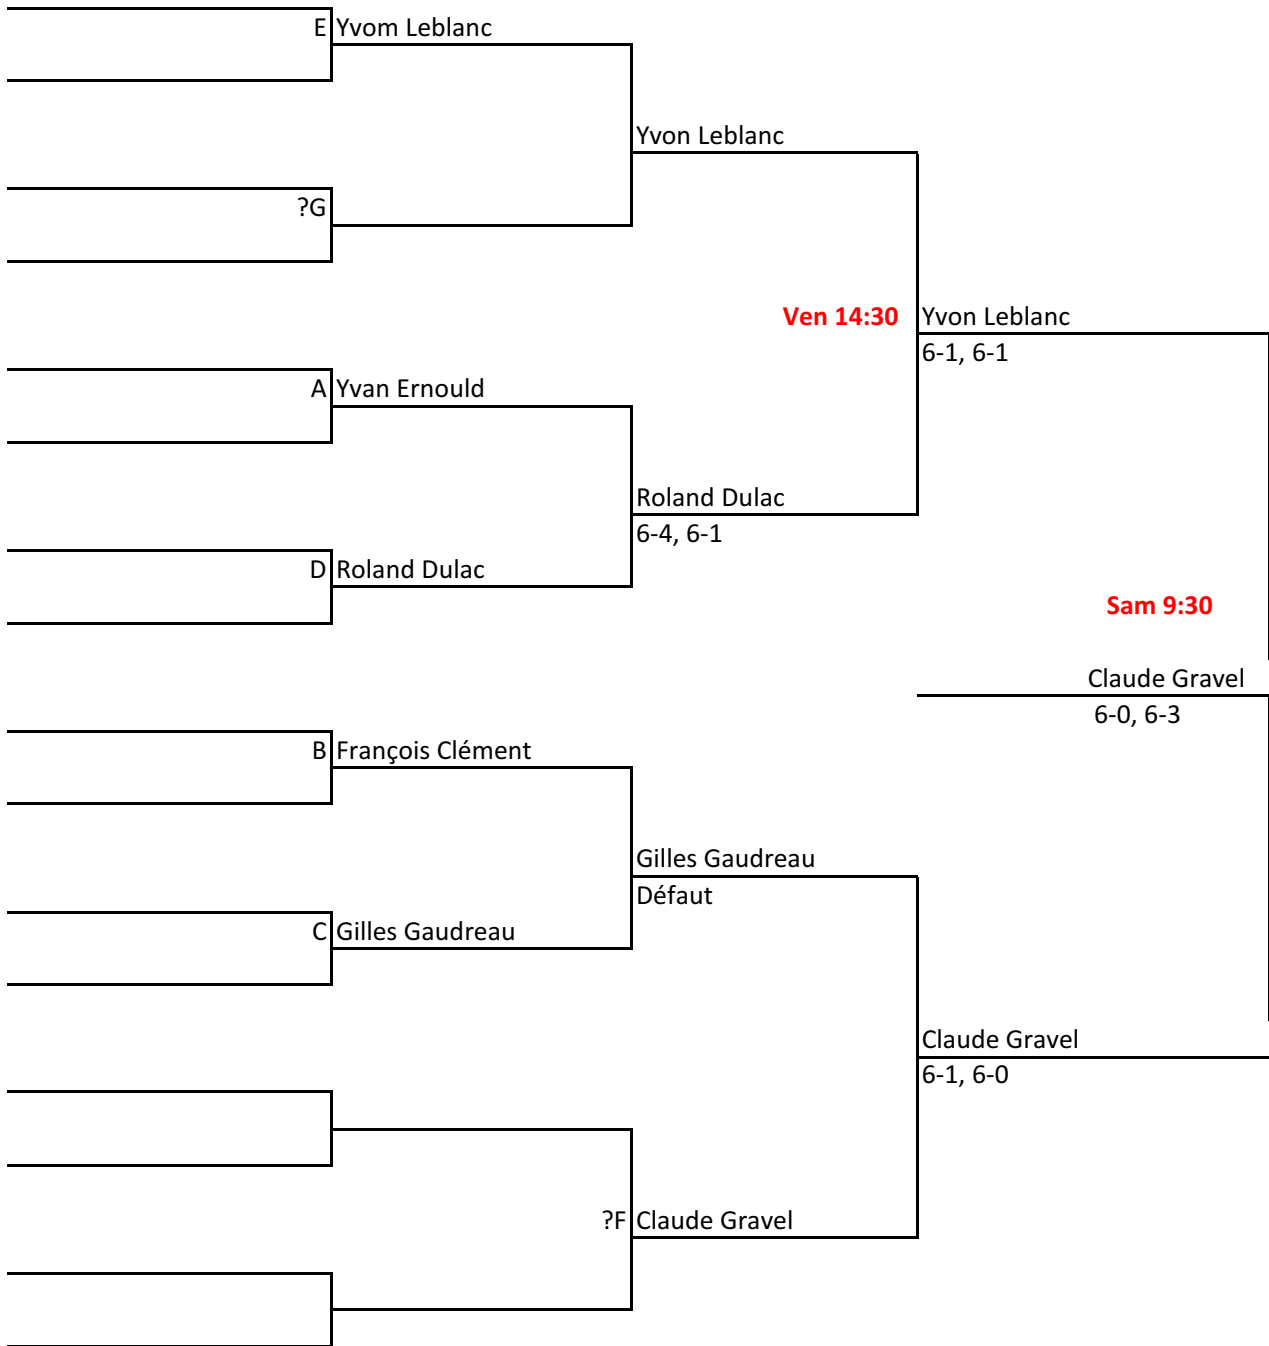 E Yvom Leblanc
Yvon Leblanc
?G
Ven 14:30 Yvon Leblanc
6-1, 6-1
A Yvan Ernould
Roland Dulac
6-4, 6-1
D Roland Dulac
Sam 9:30
Claude Gravel
6-0, 6-3
B François Clément
Gilles Gaudreau
Défaut
C Gilles Gaudreau
Claude Gravel
6-1, 6-0
?F Claude Gravel